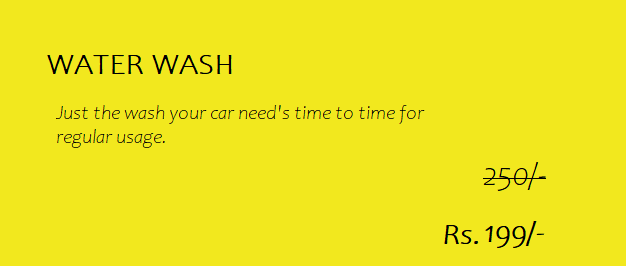 WATER WASH
Just the wash your car need's time to time for
regular usage.
250/-
Rs. 199/-